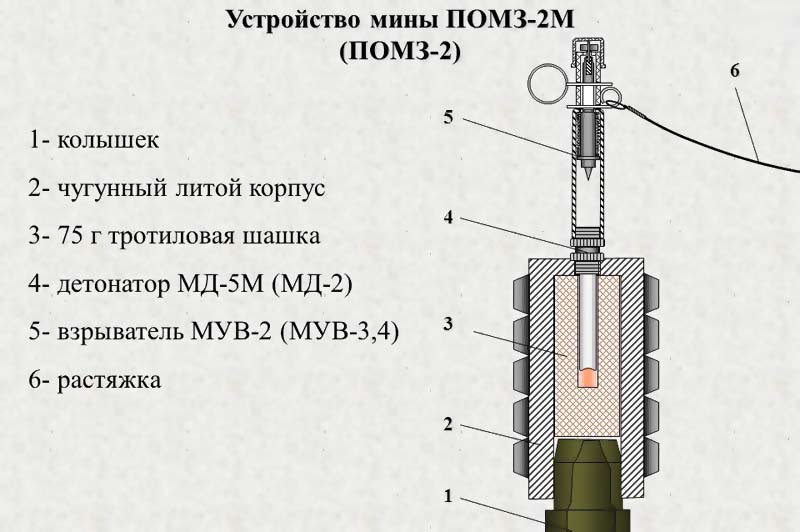 Устройство мины ПОМЗ-2М
(ПОМЗ-2)
1- колышек
2- чугунный литой корпус
3- 75 г тротиловая шашка
4- детонатор МД-5М (МД-2)
5- взрыватель МУВ-2 (МУВ-3,4)
6- растяжка
6
5
4
3
2
1